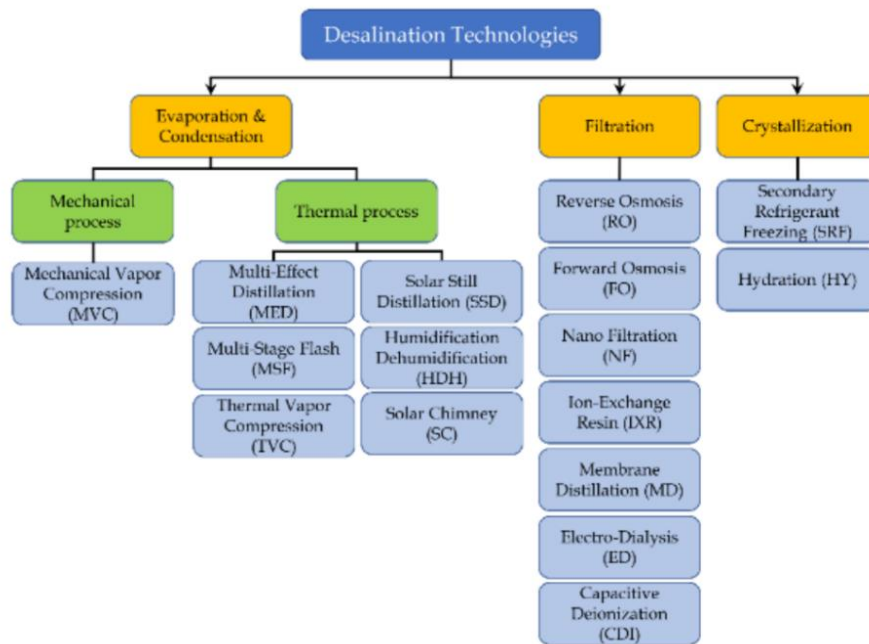 Desalination Technologies
Evaporation &
Condensation
Filtration
Crystallization
Mechanical
process
Thermal process
Mechanical Vapor
Compression
(MVC)
Multi-Effect
Distillation
(MED)
Multi-Stage Flash
(MSF)
Thermal Vapor
Compression
(TVC)
Solar Still
Distillation (SSD)
Humidification
Dehumidification
(HDH)
Solar Chimney
(SC)
Reverse Osmosis
(RO)
Forward Osmosis
(FO)
Nano Filtration
(NF)
Ion-Exchange
Resin (IXR)
Membrane
Distillation (MD)
Electro-Dialysis
(ED)
Capacitive
Deionization
(CDI)
Secondary
Refrigerant
Freezing (SRF)
Hydration (HY)